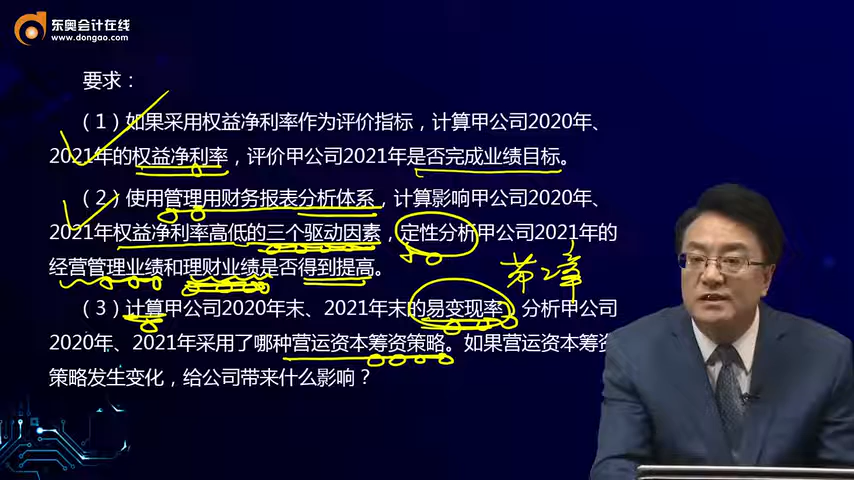 东奥会计在线
www.dongao.com
要求：
（1）如果采用权益净利率作为评价指标，计算甲公司2020年、
2021年的权益净利率，评价甲公司2021年是否完成业绩目标。
（2）使用管理用财务报表分析体系，计算影响甲公司2020年、
2021年权益净利率高低的三个驱动因素，定性分析甲公司2021年的
经营管理业绩和理财业绩是否得到提高。
第2章
（3）计算甲公司2020年末、2021年末的易变现率，分析甲公司
2020年、2021年采用了哪种营运资本筹资策略。如果营运资本筹资
策略发生变化，给公司带来什么影响？